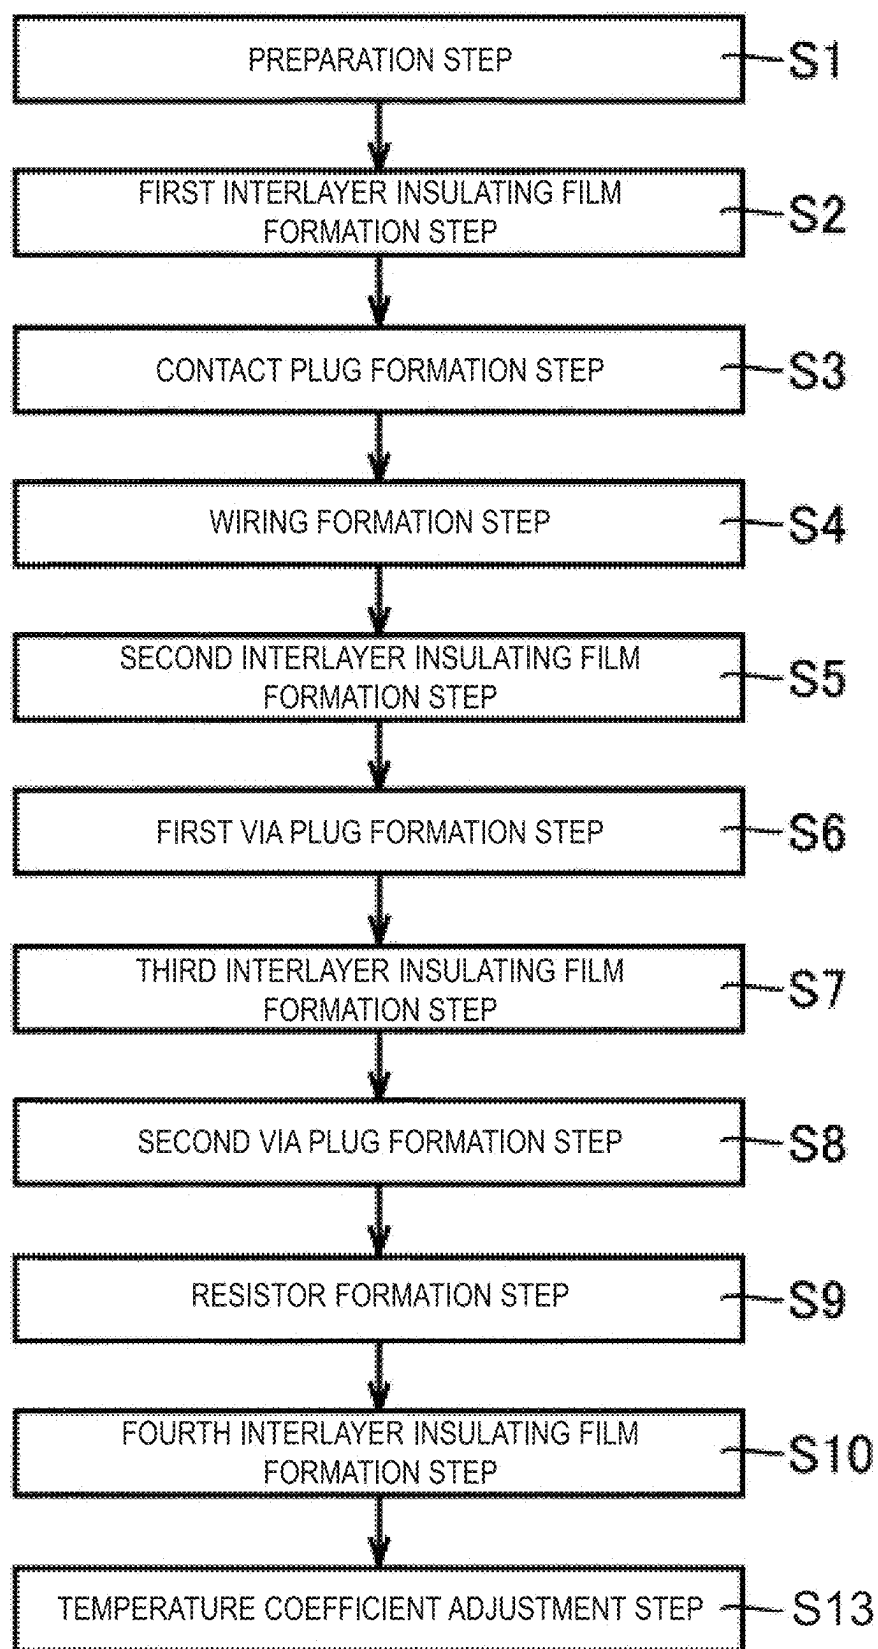 PREPARATION STEP
S1
FIRST INTERLAYER INSULATING FILM
FORMATION STEP
S2
CONTACT PLUG FORMATION STEP
S3
WIRING FORMATION STEP
S4
SECOND INTERLAYER INSULATING FILM
FORMATION STEP
S5
FIRST VIA PLUG FORMATION STEP
S6
THIRD INTERLAYER INSULATING FILM
FORMATION STEP
S7
SECOND VIA PLUG FORMATION STEP
S8
RESISTOR FORMATION STEP
S9
FOURTH INTERLAYER INSULATING FILM
FORMATION STEP
S10
TEMPERATURE COEFFICIENT ADJUSTMENT STEP
S13